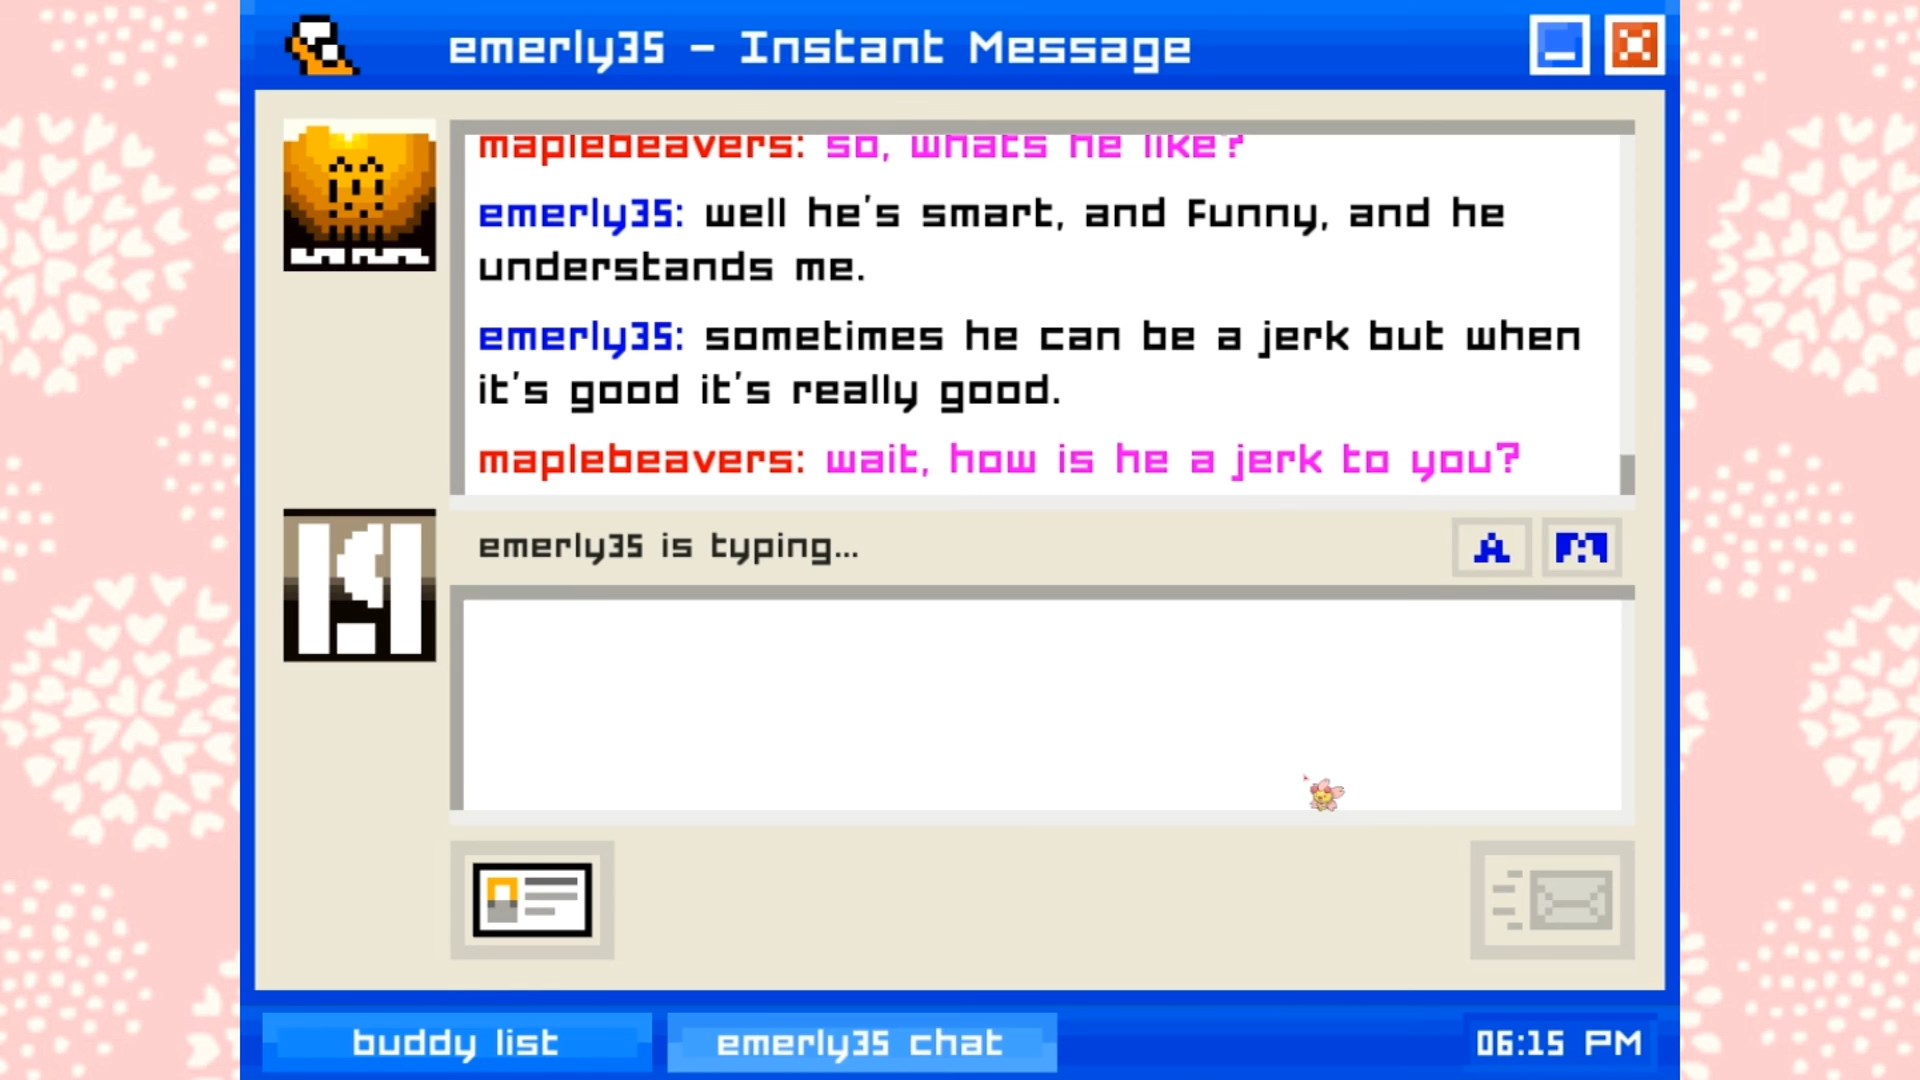 emerly35 - Instant Message
maplebeavers: so, whats he like?
emerly35: well he's smart, and funny, and he
understands me.
emerly35: sometimes he can be a jerk but when
it's good it's really good.
maplebeavers: wait, how is he a jerk to you?
emerly35 is typing...
A
buddy list
emerly35 chat
06:15 PM